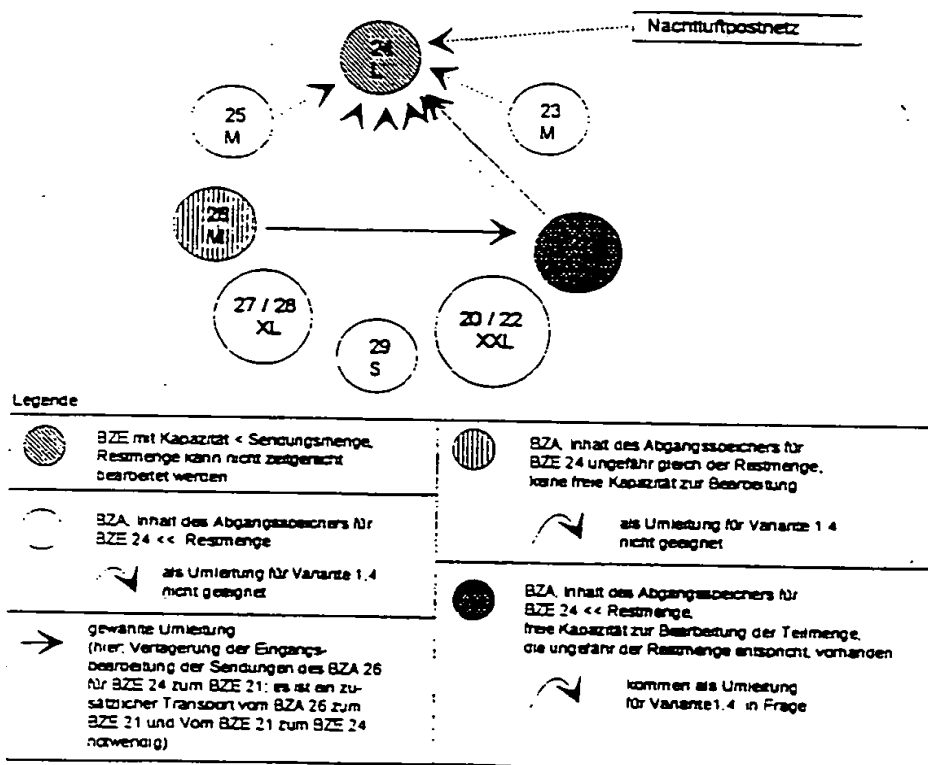 Nachtluftpostnetz
24
25
M
23
M
26
M
27 / 28
XL
20 / 22
XXL
29
S
Legende
BZE mit Kapazität < Sendungsmenge,
Restmenge kann nicht zeitgerecht
bearbeitet werden
BZA, Inhalt des Abgangsspeichers für
BZE 24 << Restmenge
als Umleitung für Variante 1.4
nicht geeignet
gewählte Umleitung
(hier: Verlagerung der Eingangs-
bearbeitung der Sendungen des BZA 26
für BZE 24 zum BZE 21; es ist ein zu-
sätzlicher Transport vom BZA 26 zum
BZE 21 und Vom BZE 21 zum BZE 24
notwendig)
BZA, Inhalt des Abgangsspeichers für
BZE 24 ungefähr gleich der Restmenge,
keine freie Kapazität zur Bearbeitung
als Umleitung für Variante 1.4
nicht geeignet
BZA, Inhalt des Abgangsspeichers für
BZE 24 << Restmenge,
freie Kapazität zur Bearbeitung der Teilmenge,
die ungefähr der Restmenge entspricht, vorhanden
kommen als Umleitung
für Variante1.4 in Frage